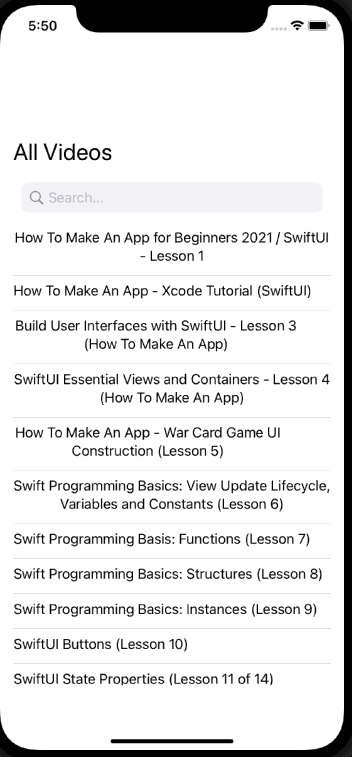 5:50
All Videos
Search...
How To Make An App for Beginners 2021 / SwiftUI
- Lesson 1
How To Make An App - Xcode Tutorial (SwiftUI)
Build User Interfaces with SwiftUI - Lesson 3
(How To Make An App)
SwiftUI Essential Views and Containers - Lesson 4
(How To Make An App)
How To Make An App - War Card Game UI
Construction (Lesson 5)
Swift Programming Basics: View Update Lifecycle,
Variables and Constants (Lesson 6)
Swift Programming Basis: Functions (Lesson 7)
Swift Programming Basics: Structures (Lesson 8)
Swift Programming Basics: Instances (Lesson 9)
SwiftUI Buttons (Lesson 10)
SwiftUI State Properties (Lesson 11 of 14)